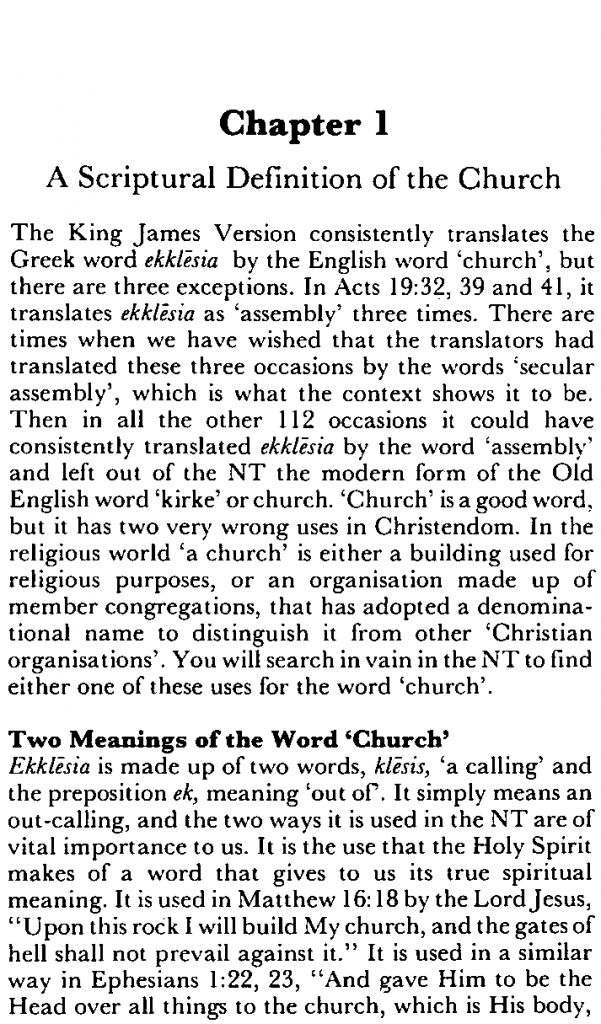 Chapter 1
A Scriptural Definition of the Church
The King James Version consistently translates the
Greek word ekklēsia by the English word ‘church’, but
there are three exceptions. In Acts 19:32, 39 and 41, it
translates ekklēsia as ‘assembly’ three times. There are
times when we have wished that the translators had
translated these three occasions by the words ‘secular
assembly’, which is what the context shows it to be.
Then in all the other 112 occasions it could have
consistently translated ekklēsia by the word ‘assembly’
and left out of the NT the modern form of the Old
English word ‘kirke’ or church. ‘Church’ is a good word,
but it has two very wrong uses in Christendom. In the
religious world ‘a church’ is either a building used for
religious purposes, or an organisation made up of
member congregations, that has adopted a denomina-
tional name to distinguish it from other ‘Christian
organisations’. You will search in vain in the NT to find
either one of these uses for the word ‘church’.
Two Meanings of the Word ‘Church’
Ekklēsia is made up of two words, klēsis, ‘a calling’ and
the preposition ek, meaning ‘out of’. It simply means an
out-calling, and the two ways it is used in the NT are of
vital importance to us. It is the use that the Holy Spirit
makes of a word that gives to us its true spiritual
meaning. It is used in Matthew 16:18 by the Lord Jesus,
“Upon this rock I will build My church, and the gates of
hell shall not prevail against it.” It is used in a similar
way in Ephesians 1:22, 23, “And gave Him to be the
Head over all things to the church, which is His body,